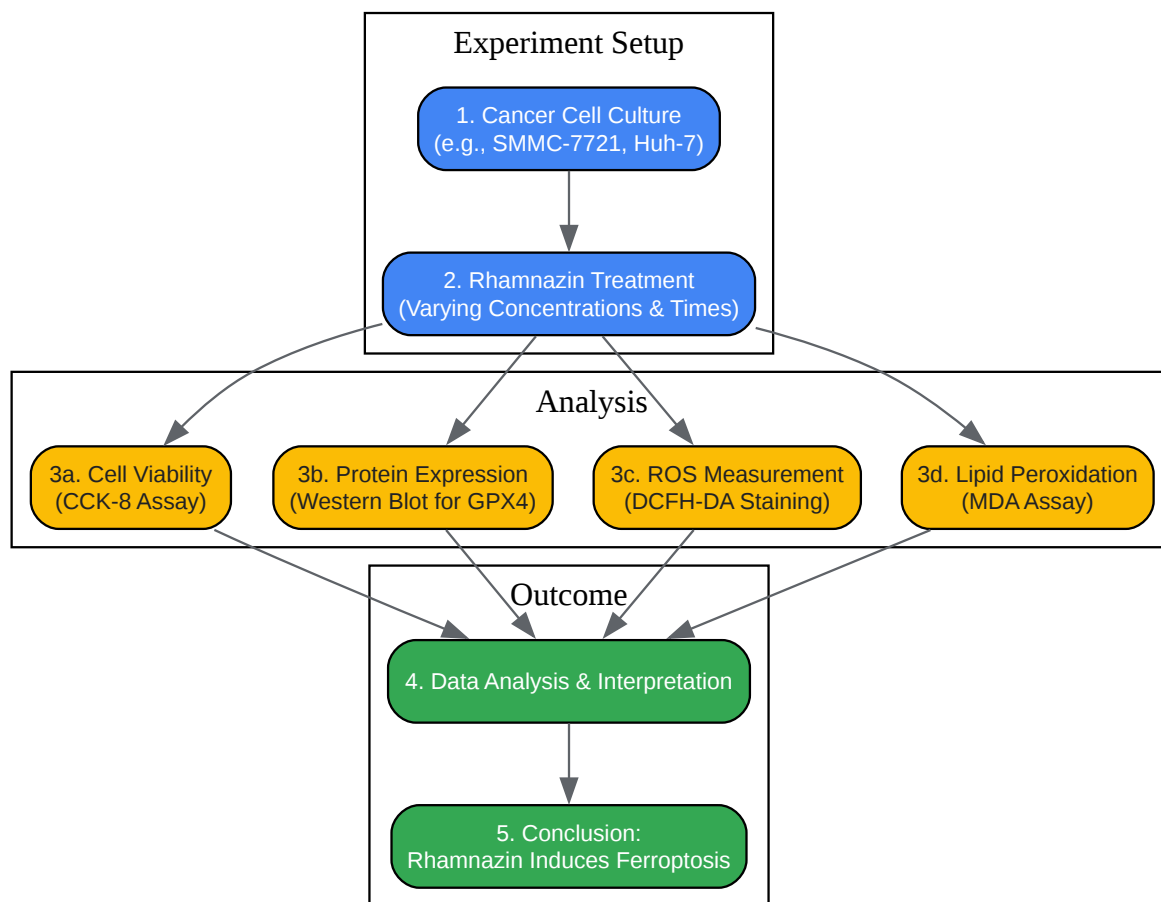 Experiment Setup
1. Cancer Cell Culture
(e.g., SMMC-7721, Huh-7)
2. Rhamnazin Treatment
(Varying Concentrations & Times)
Analysis
3a. Cell Viability
(CCK-8 Assay)
3b. Protein Expression
(Western Blot for GPX4)
3c. ROS Measurement
(DCFH-DA Staining)
3d. Lipid Peroxidation
(MDA Assay)
Outcome
4. Data Analysis & Interpretation
5. Conclusion:
Rhamnazin Induces Ferroptosis